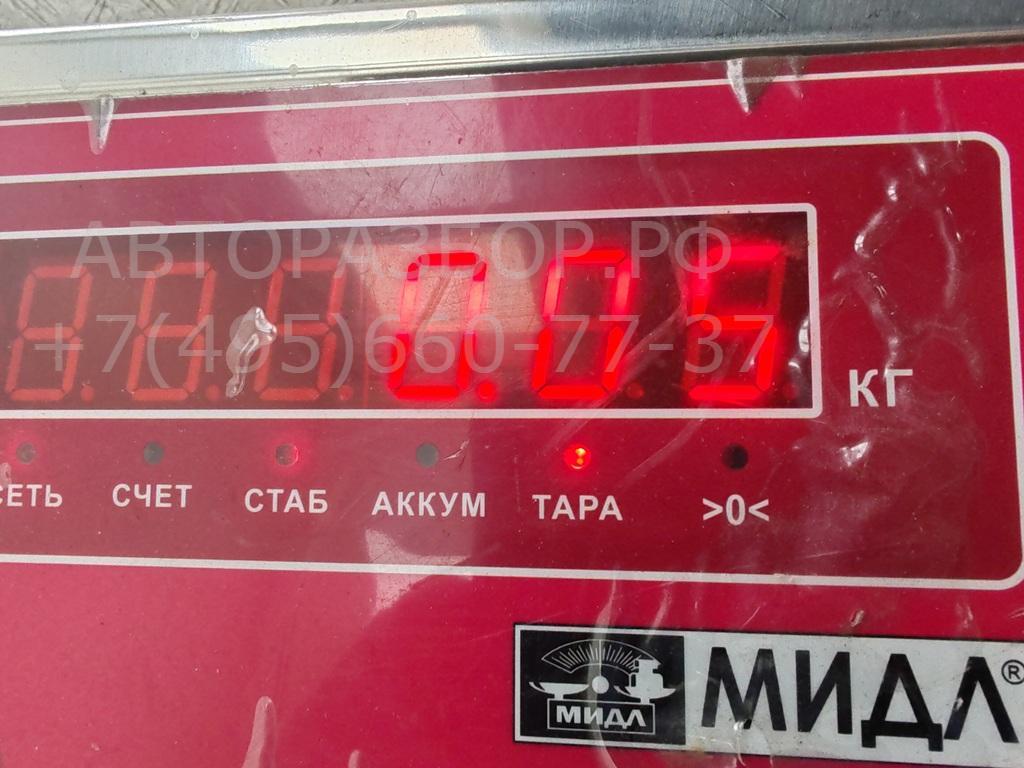 АВТОРАЗБОР.РФ
+7(495)660-77-37
0.05
КГ
СЕТЬ СЧЕТ СТАБ АККУМ ТАРА >0<
МИДЛ МИДЛ®